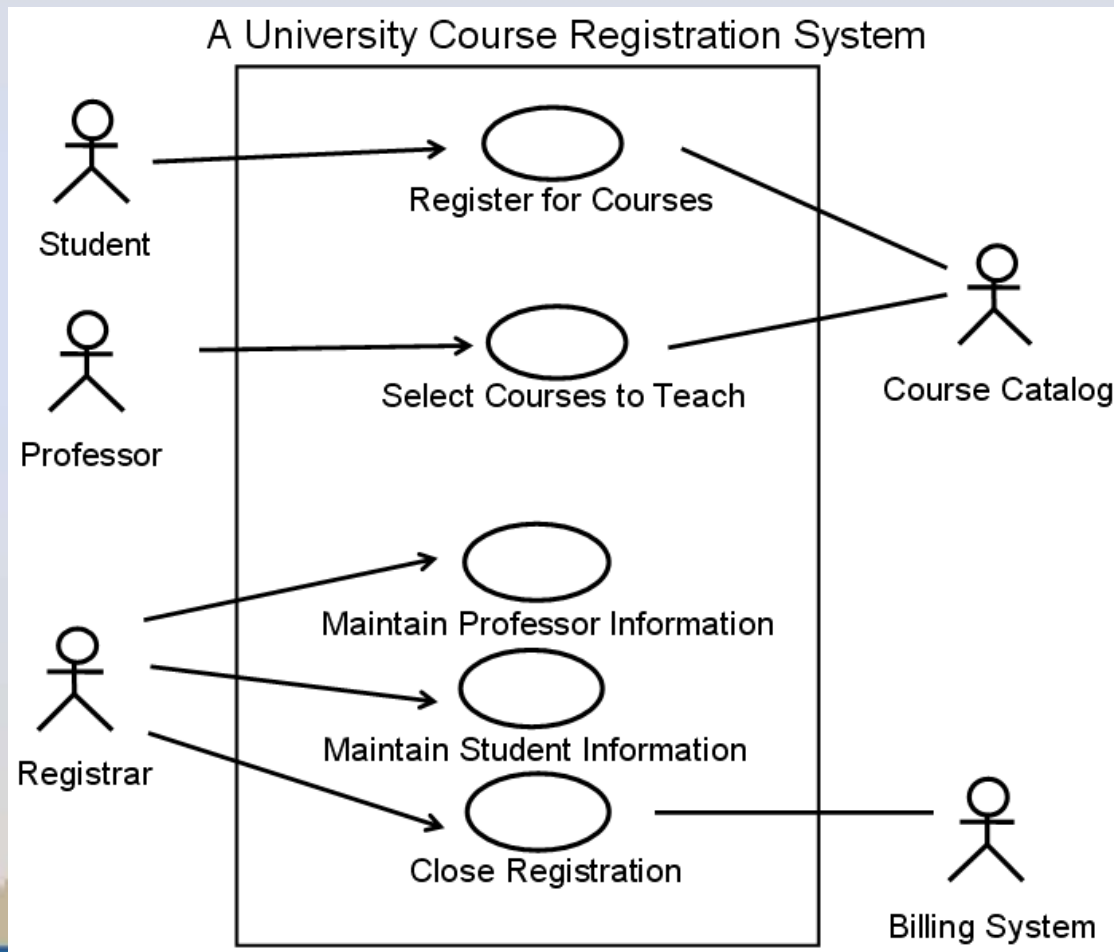 A University Course Registration System
Register for Courses
Student
Select Courses to Teach
Course Catalog
Professor
Maintain Professor Information
Maintain Student Information
Registrar
Close Registration
Billing System